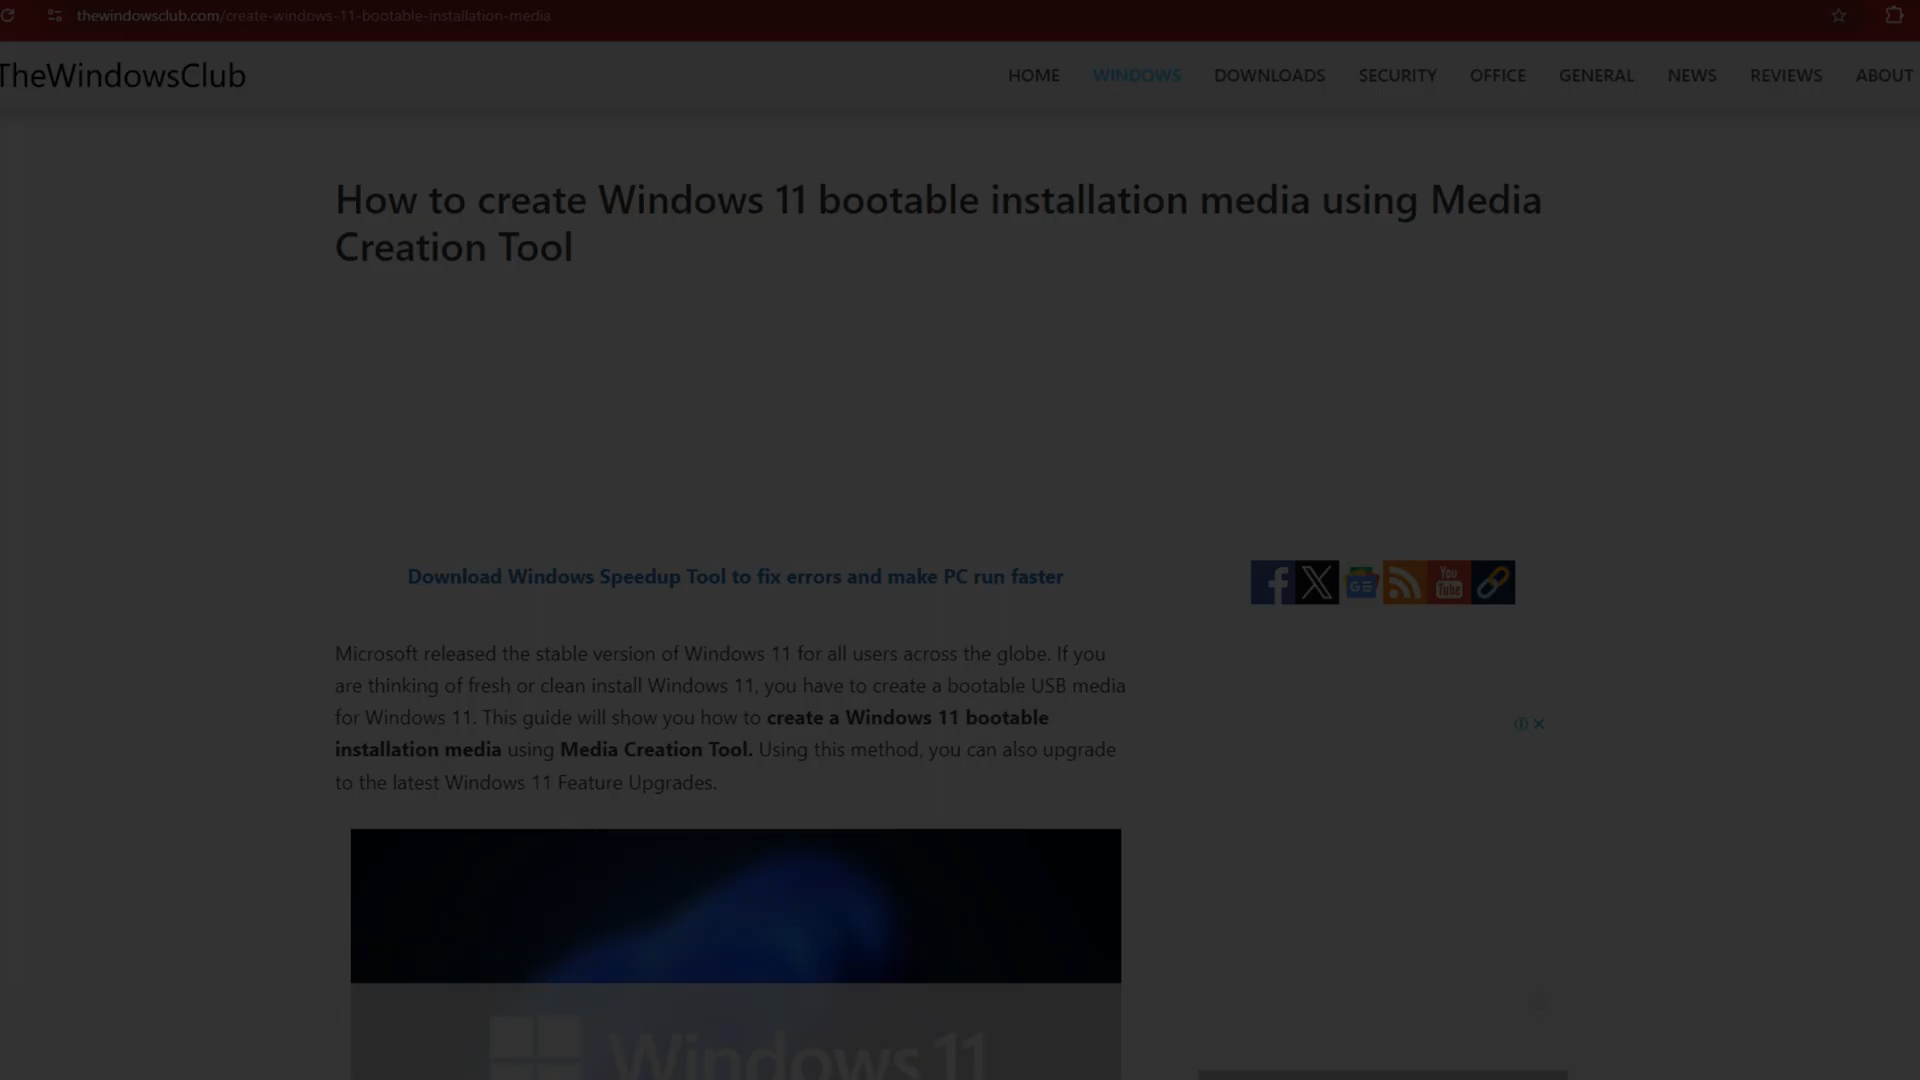 thewindowsclub.com/create-windows-11-bootable-installation-media
TheWindowsClub
HOME WINDOWS DOWNLOADS SECURITY OFFICE GENERAL NEWS REVIEWS ABOUT
How to create Windows 11 bootable installation media using Media
Creation Tool
Download Windows Speedup Tool to fix errors and make PC run faster
GE
You
Tube
Microsoft released the stable version of Windows 11 for all users across the globe. If you
are thinking of fresh or clean install Windows 11, you have to create a bootable USB media
for Windows 11. This guide will show you how to create a Windows 11 bootable
installation media using Media Creation Tool. Using this method, you can also upgrade
to the latest Windows 11 Feature Upgrades.
Windows 11